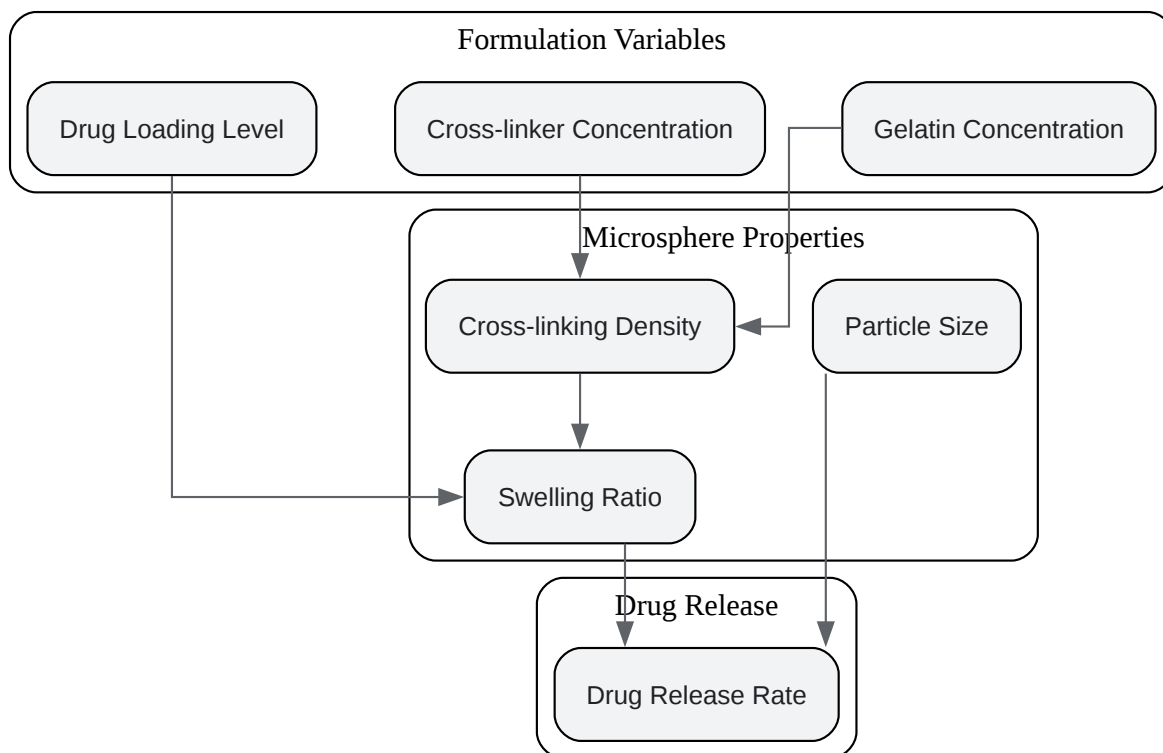 Formulation Variables
Drug Loading Level
Cross-linker Concentration
Gelatin Concentration
Microsphere Properties
Cross-linking Density
Particle Size
Swelling Ratio
Drug Release
Drug Release Rate